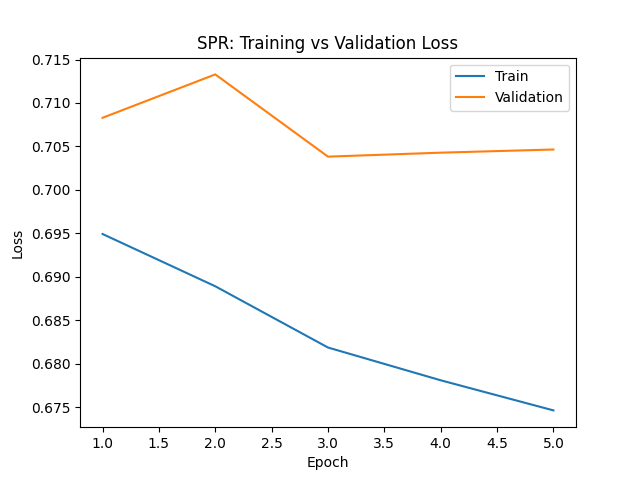 SPR: Training vs Validation Loss
Train
Validation
0.715
0.710
0.705
0.700
0.695
0.690
0.685
0.680
0.675
Loss
1.0 1.5 2.0 2.5 3.0 3.5 4.0 4.5 5.0
Epoch